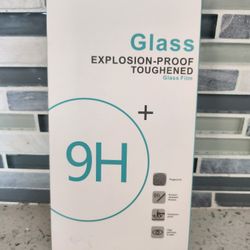 Glass
EXPLOSION-PROOF
TOUGHENED
Glass Film
+
9H